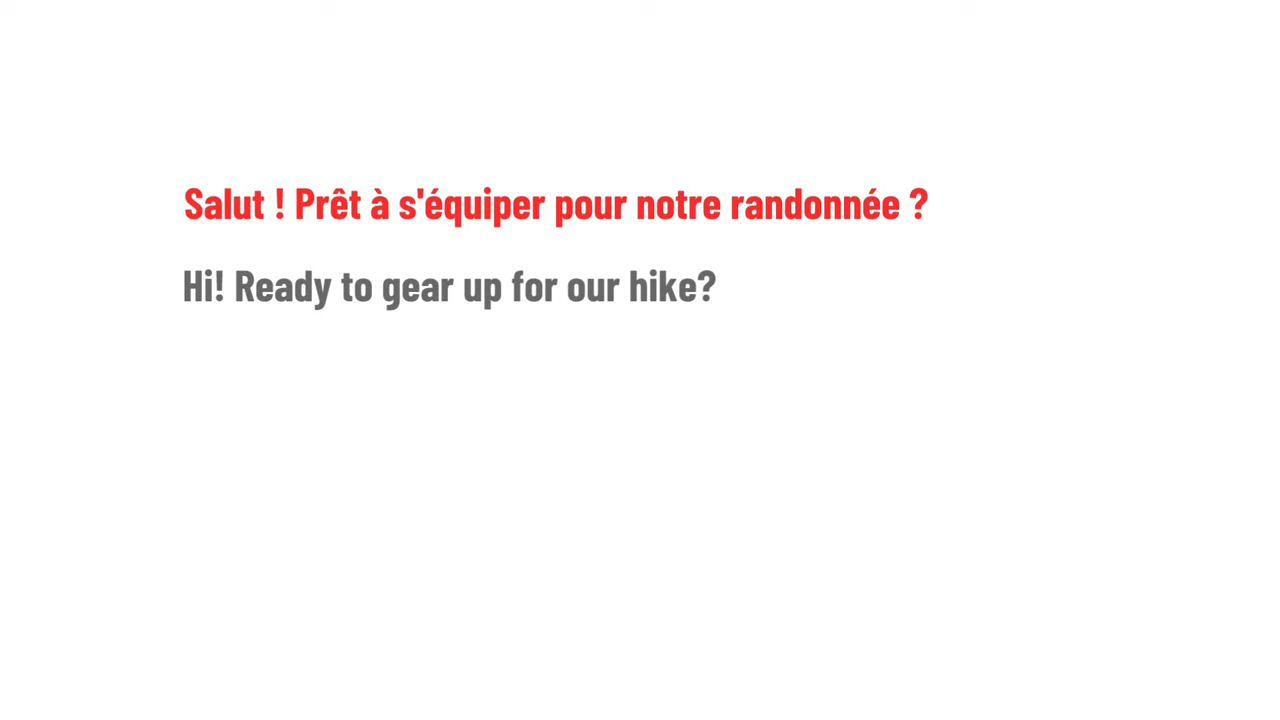 Salut ! Prêt à s'équiper pour notre randonnée ?
Hi! Ready to gear up for our hike?